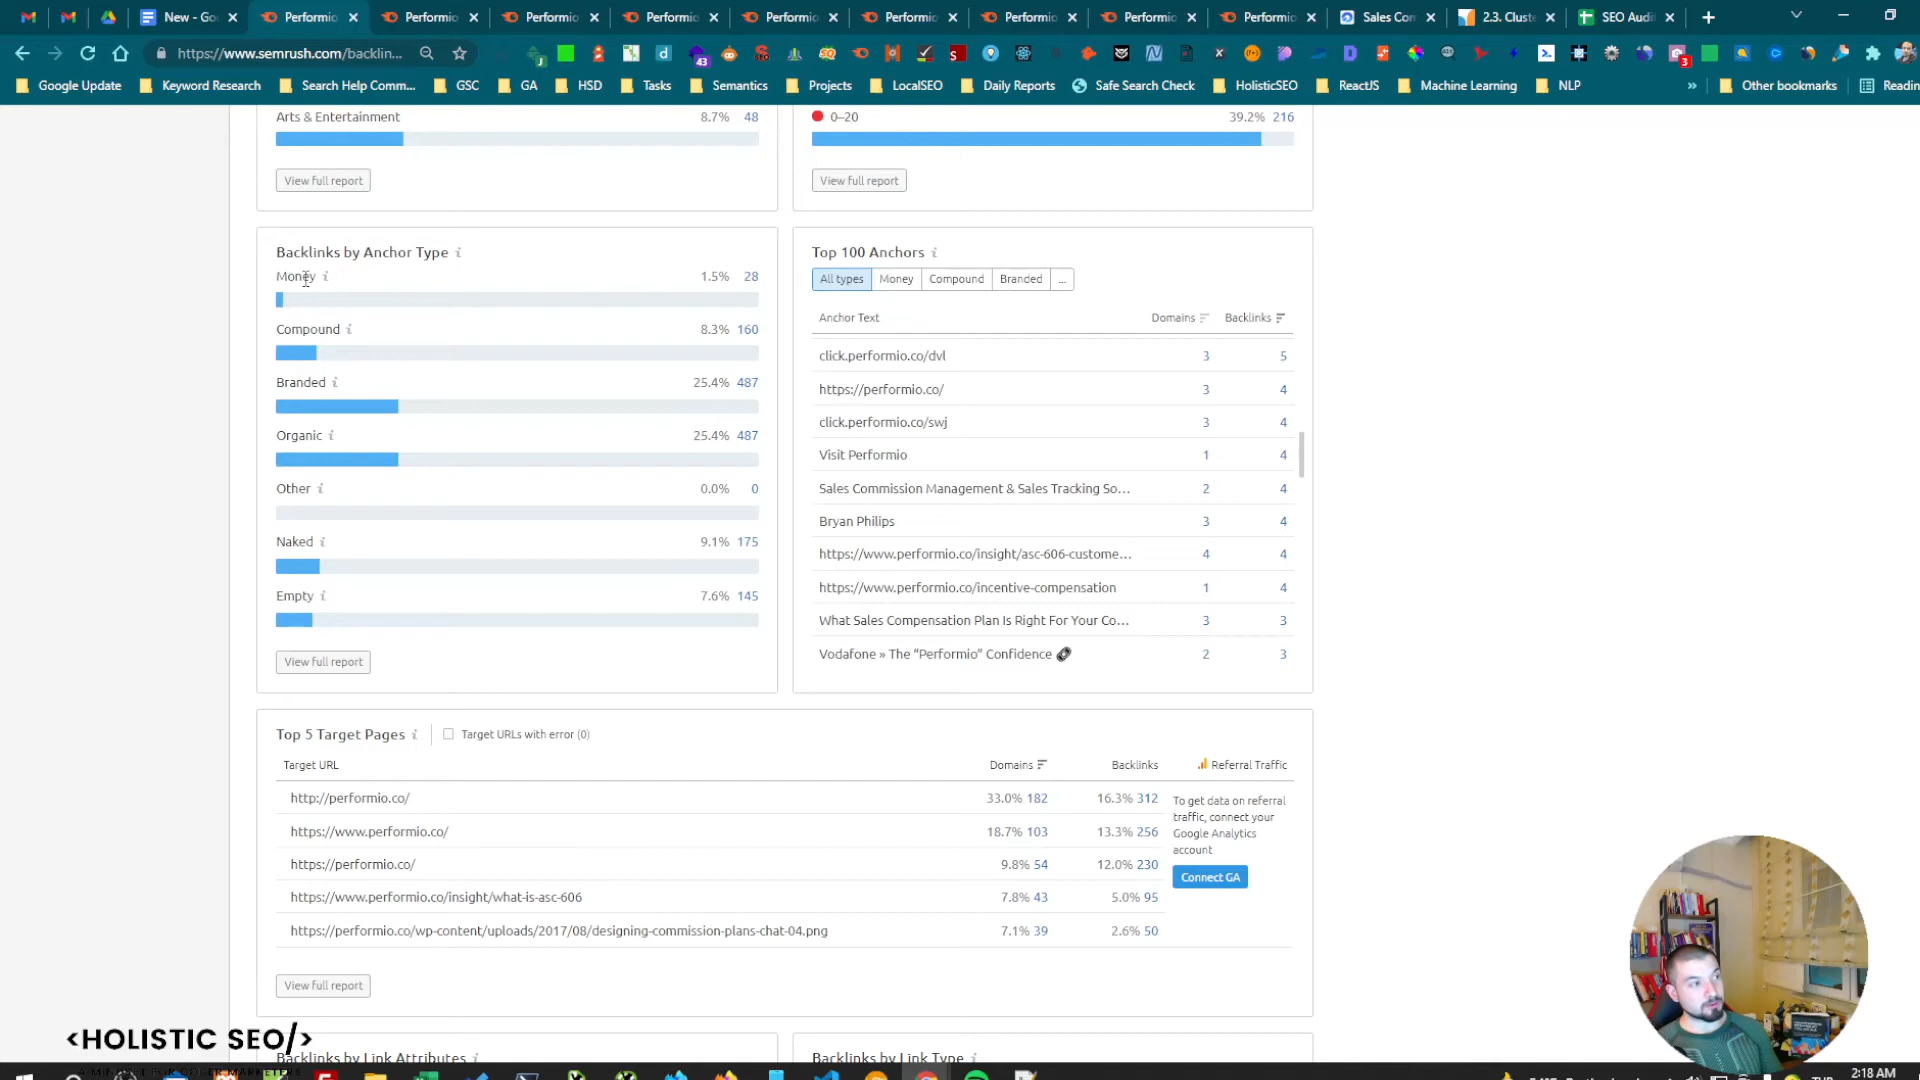 New - Go
Performio
Performio
Performio
Performio
Performio
Performio
Performio
Performio
Performio
Sales Com
2.3. Cluste
SEO Audit
https://www.semrush.com/backlin...
43
3
Google Update
Keyword Research
Search Help Comm...
GSC
GA
HSD
Tasks
Semantics
Projects
LocalSEO
Daily Reports
Safe Search Check
HolisticSEO
ReactJS
Machine Learning
NLP
»
Other bookmarks
Readin
Arts & Entertainment 8.7% 48
View full report
0–20 39.2% 216
View full report
Backlinks by Anchor Type i
Money i 1.5% 28
Compound i 8.3% 160
Branded i 25.4% 487
Organic i 25.4% 487
Other i 0.0% 0
Naked i 9.1% 175
Empty i 7.6% 145
View full report
Top 100 Anchors i
All types Money Compound Branded ...
Anchor Text Domains Backlinks
click.performio.co/dvl 3 5
https://performio.co/ 3 4
click.performio.co/swj 3 4
Visit Performio 1 4
Sales Commission Management & Sales Tracking So... 2 4
Bryan Philips 3 4
https://www.performio.co/insight/asc-606-custome... 4 4
https://www.performio.co/incentive-compensation 1 4
What Sales Compensation Plan Is Right For Your Co... 3 3
Vodafone » The “Performio” Confidence 2 3
Top 5 Target Pages i Target URLs with error (0)
Target URL Domains Backlinks Referral Traffic
http://performio.co/ 33.0% 182 16.3% 312
https://www.performio.co/ 18.7% 103 13.3% 256
https://performio.co/ 9.8% 54 12.0% 230
https://www.performio.co/insight/what-is-asc-606 7.8% 43 5.0% 95
https://performio.co/wp-content/uploads/2017/08/designing-commission-plans-chat-04.png 7.1% 39 2.6% 50
To get data on referral
traffic, connect your
Google Analytics
account
Connect GA
View full report
<HOLISTIC SEO/>
Backlinks by Link Attributes i
Backlinks by Link Type i
2:18 AM